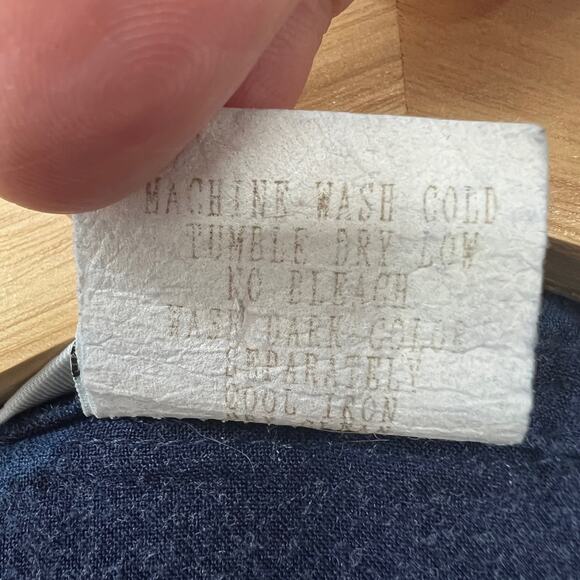 MACHINE WASH COLD
TUMBLE DRY LOW
NO BLEACH
WASH DARK COLOR
SEPARATELY
COOL IRON